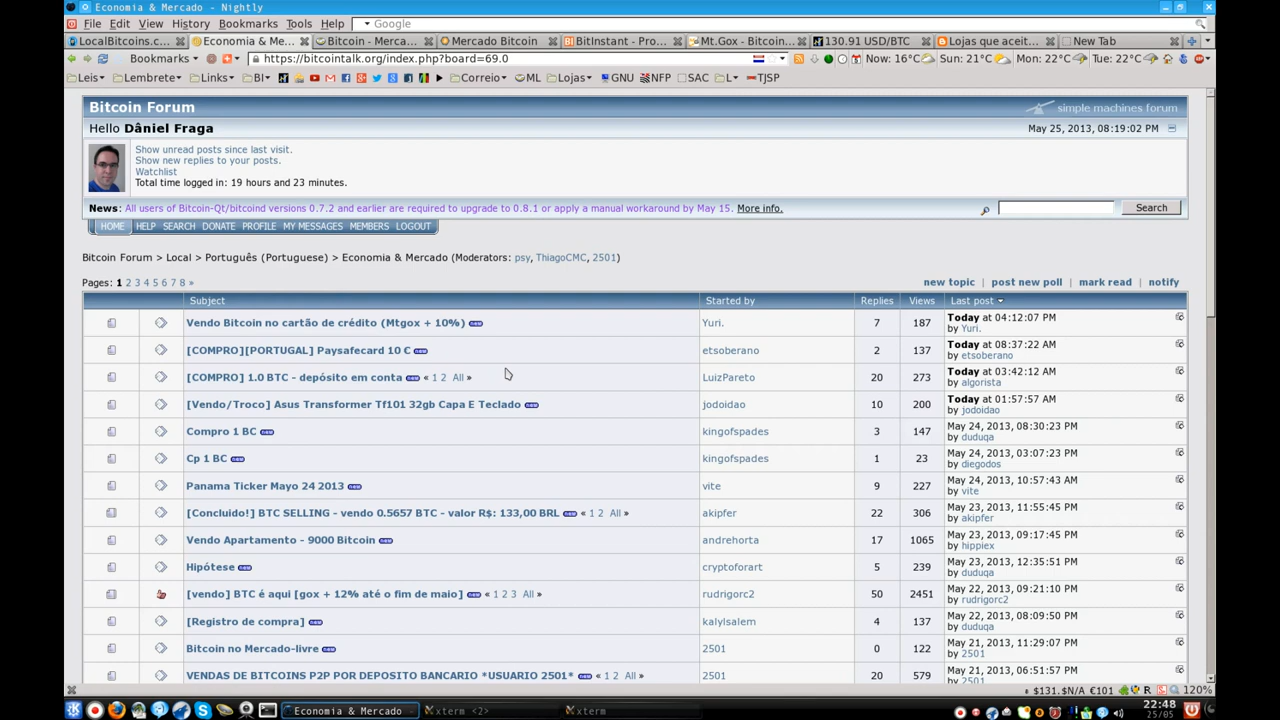 Economia & Mercado - Nightly
File Edit View History Bookmarks Tools Help Google
LocalBitcoins.c... Economia & Me... Bitcoin - Merca... Mercado Bitcoin BitInstant - Pro... Mt.Gox - Bitcoin... 130.91 USD/BTC Lojas que aceit... New Tab
Bookmarks https://bitcointalk.org/index.php?board=69.0 Now: 16°C Sun: 21°C Mon: 22°C Tue: 22°C
Leis Lembrete Links BI Correio ML Lojas GNU NFP SAC L TJSP
Bitcoin Forum simple machines forum
Hello Dâniel Fraga May 25, 2013, 08:19:02 PM
Show unread posts since last visit.
Show new replies to your posts.
Watchlist
Total time logged in: 19 hours and 23 minutes.
News: All users of Bitcoin-Qt/bitcoind versions 0.7.2 and earlier are required to upgrade to 0.8.1 or apply a manual workaround by May 15. More info. Search
HOME HELP SEARCH DONATE PROFILE MY MESSAGES MEMBERS LOGOUT
Bitcoin Forum > Local > Português (Portuguese) > Economia & Mercado (Moderators: psy, ThiagoCMC, 2501)
Pages: 1 2 3 4 5 6 7 8 » new topic | post new poll | mark read | notify
Subject Started by Replies Views Last post
Vendo Bitcoin no cartão de crédito (Mtgox + 10%) new Yuri. 7 187 Today at 04:12:07 PM
by Yuri.
[COMPRO][PORTUGAL] Paysafecard 10 € new etsoberano 2 137 Today at 08:37:22 AM
by etsoberano
[COMPRO] 1.0 BTC - depósito em conta new « 1 2 All » LuizPareto 20 273 Today at 03:42:12 AM
by algorista
[Vendo/Troco] Asus Transformer Tf101 32gb Capa E Teclado new jodoidao 10 200 Today at 01:57:57 AM
by jodoidao
Compro 1 BC new kingofspades 3 147 May 24, 2013, 08:30:23 PM
by duduqa
Cp 1 BC new kingofspades 1 23 May 24, 2013, 03:07:23 PM
by diegodos
Panama Ticker Mayo 24 2013 new vite 9 227 May 24, 2013, 10:57:43 AM
by vite
[Concluido!] BTC SELLING - vendo 0.5657 BTC - valor R$: 133,00 BRL new « 1 2 All » akipfer 22 306 May 23, 2013, 11:55:45 PM
by akipfer
Vendo Apartamento - 9000 Bitcoin new andrehorta 17 1065 May 23, 2013, 09:17:45 PM
by hippiex
Hipótese new cryptoforart 5 239 May 23, 2013, 12:35:51 PM
by duduqa
[vendo] BTC é aqui [gox + 12% até o fim de maio] new « 1 2 3 All » rudrigorc2 50 2451 May 22, 2013, 09:21:10 PM
by rudrigorc2
[Registro de compra] new kalylsalem 4 137 May 22, 2013, 08:09:50 PM
by duduqa
Bitcoin no Mercado-livre new 2501 0 122 May 21, 2013, 11:29:07 PM
by 2501
VENDAS DE BITCOINS P2P POR DEPOSITO BANCARIO *USUARIO 2501* new « 1 2 All » 2501 20 579 May 21, 2013, 06:51:57 PM
by 2501
$131.$N/A €101 R 120%
Economia & Mercado xterm <2> xterm 22:48
25/05